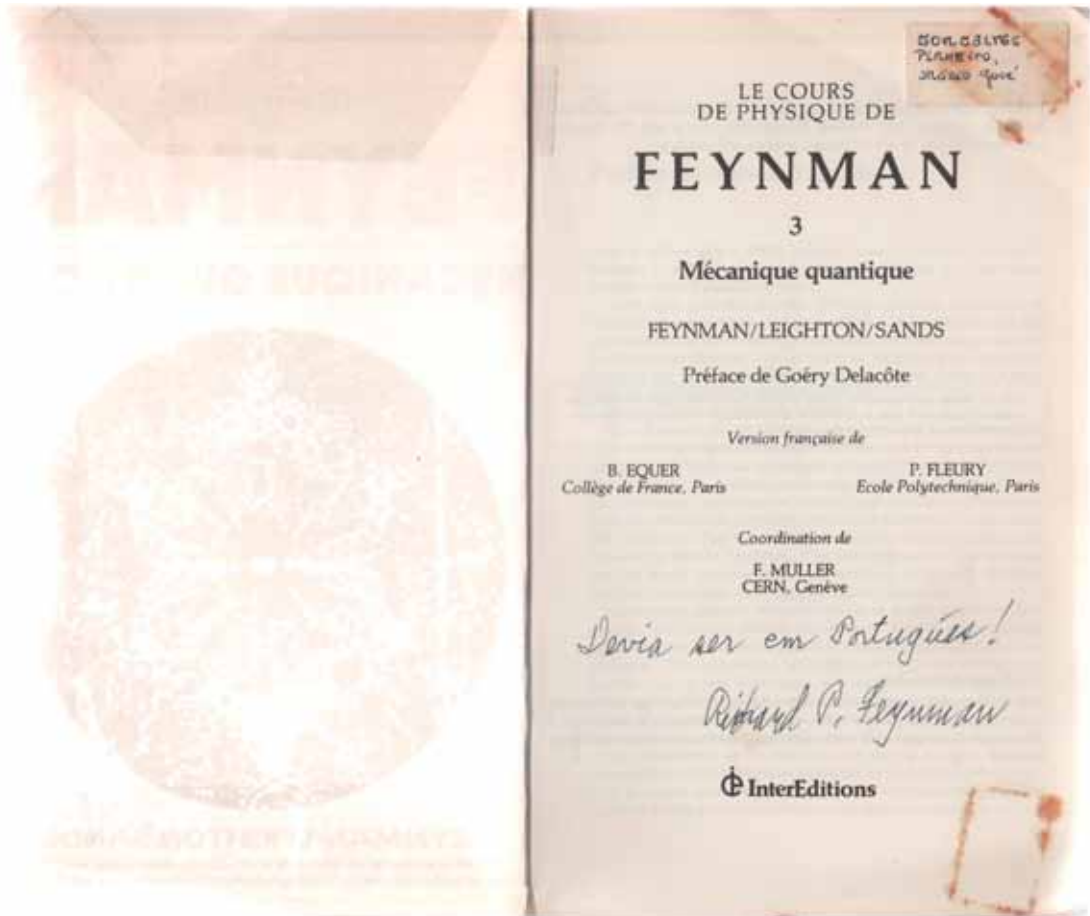 PINHEIRO,
LE COURS
DE PHYSIQUE DE
FEYNMAN
3
Mécanique quantique
FEYNMAN/LEIGHTON/SANDS
Préface de Goéry Delacôte
Version française de
B. EQUER
Collège de France, Paris
P. FLEURY
Ecole Polytechnique, Paris
Coordination de
F. MULLER
CERN, Genève
Devia ser em Português!
Richard P. Feynman
InterEditions